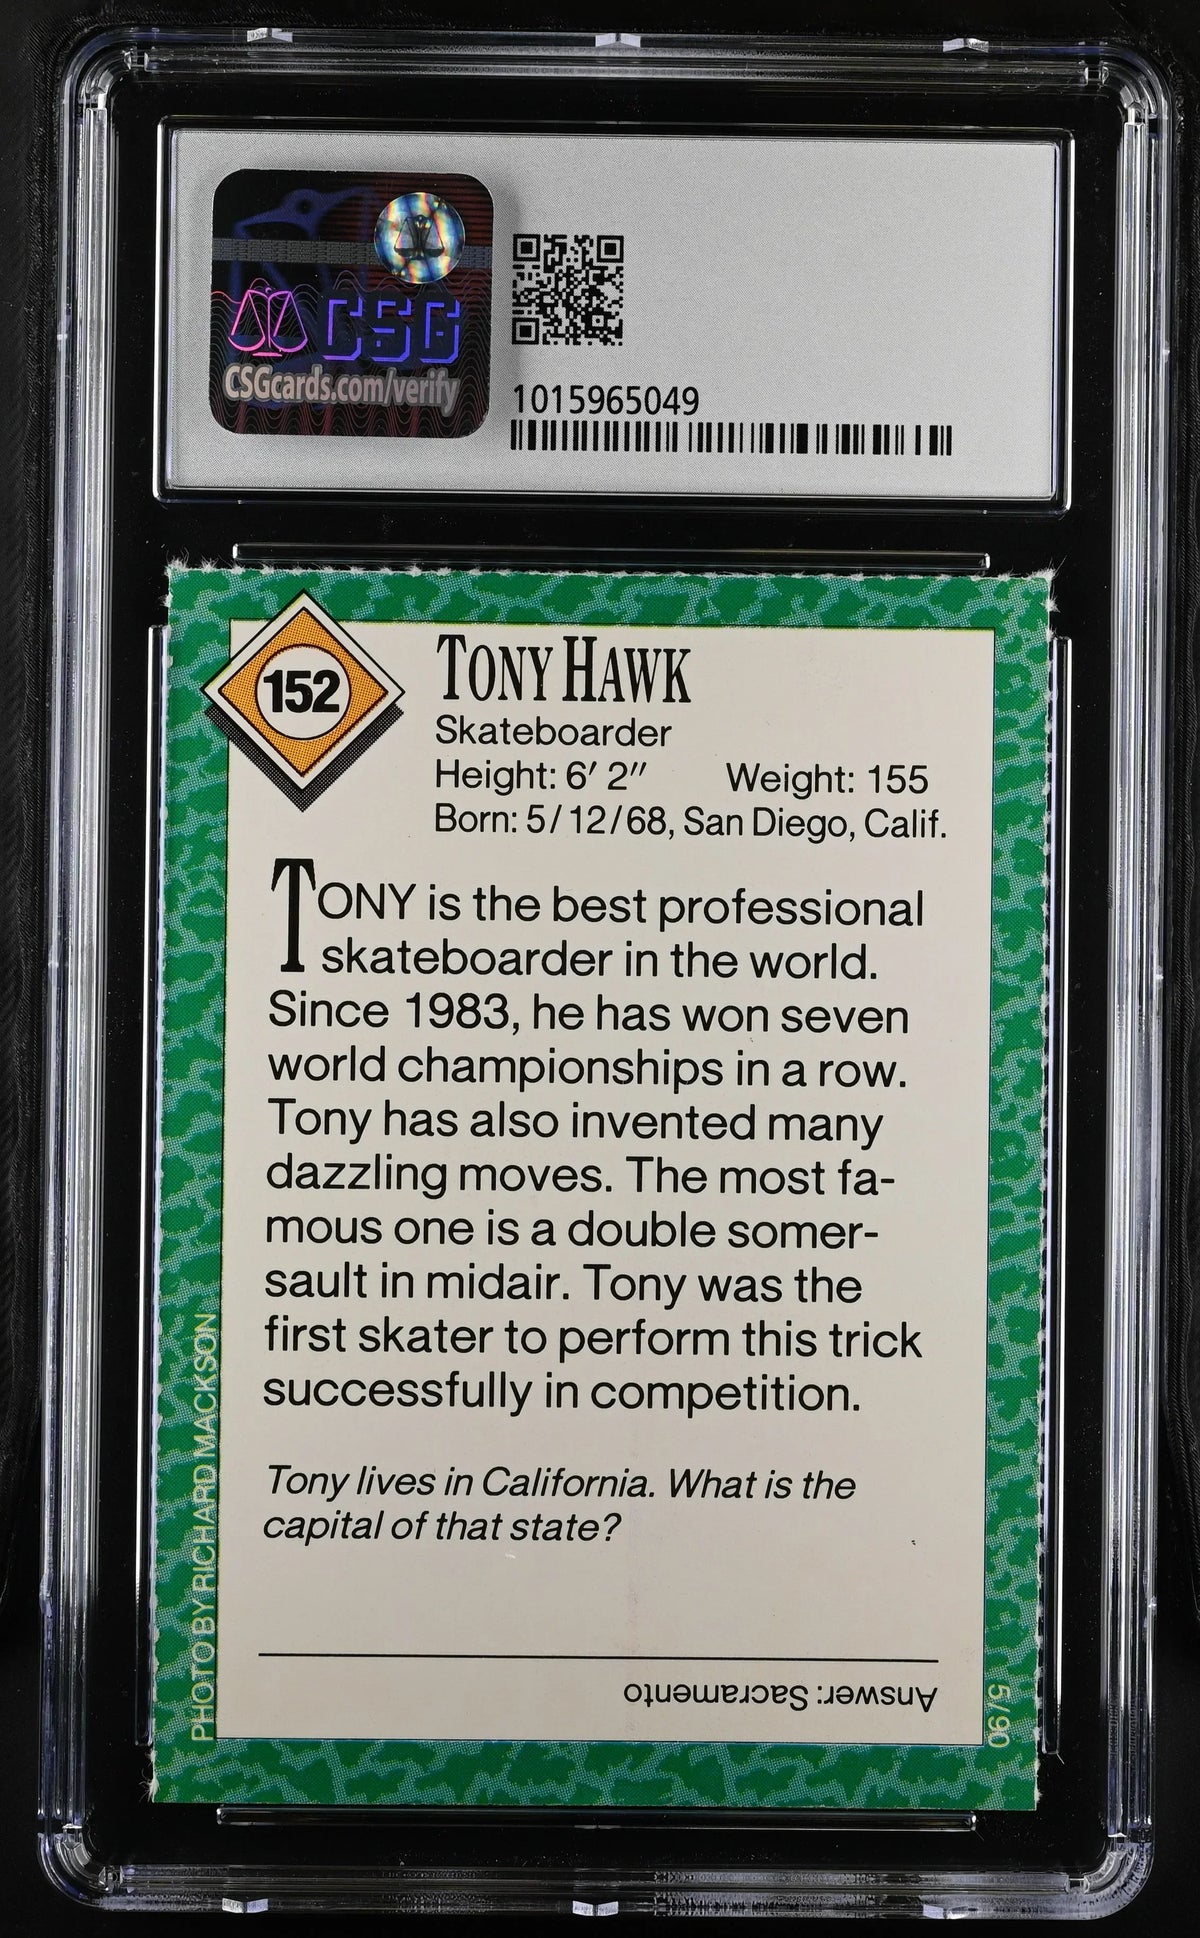 CSG
CSGcards.com/verify
1015965049
152
TONY HAWK
Skateboarder
Height: 6' 2" Weight: 155
Born: 5/12/68, San Diego, Calif.
TONY is the best professional
skateboarder in the world.
Since 1983, he has won seven
world championships in a row.
Tony has also invented many
dazzling moves. The most fa-
mous one is a double somer-
sault in midair. Tony was the
first skater to perform this trick
successfully in competition.
Tony lives in California. What is the
capital of that state?
Answer: Sacramento
PHOTO BY RICHARD MACKSON
5/90